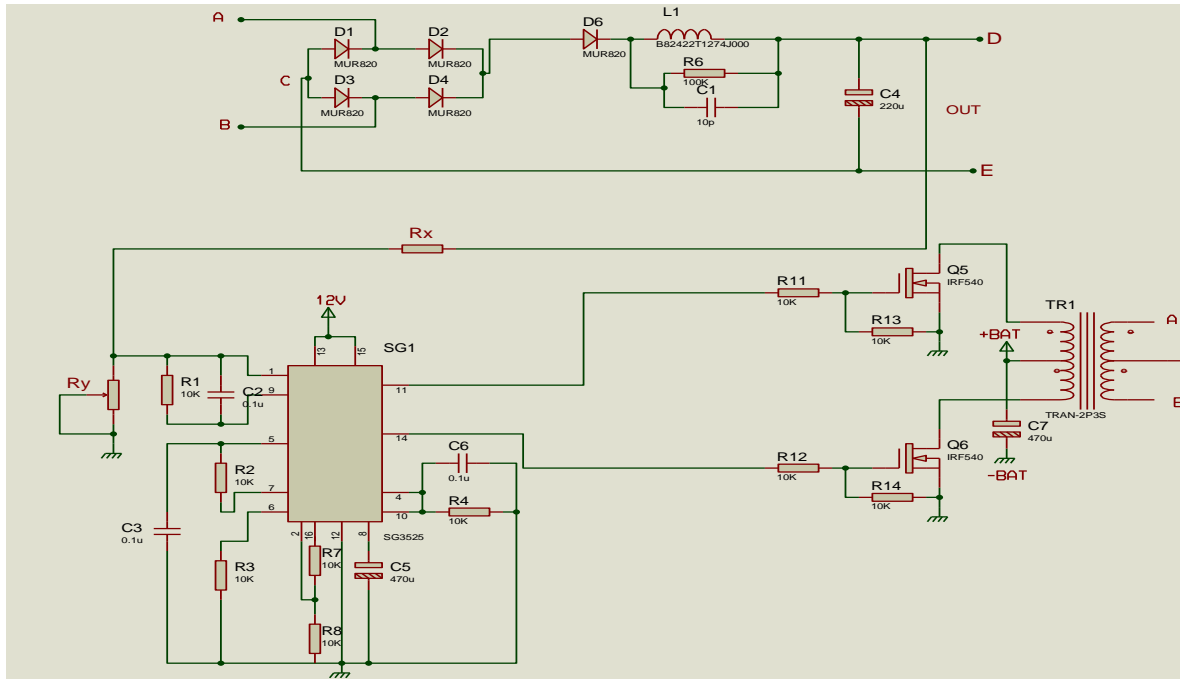 A
D1
MUR820
D2
MUR820
C
D3
MUR820
D4
MUR820
B
D6
MUR820
L1
B82422T1274J000
R6
100K
C1
10p
D
C4
220u
OUT
E
Rx
12V
13
15
SG1
1
9
5
7
6
11
14
4
10
2
16
12
8
SG3525
Ry
R1
10K
C2
0.1u
R2
10K
C3
0.1u
R3
10K
R7
10K
R8
10K
C5
470u
C6
0.1u
R4
10K
R11
10K
R13
10K
Q5
IRF540
R12
10K
R14
10K
Q6
IRF540
TR1
+BAT
TRAN-2P3S
C7
470u
-BAT
A